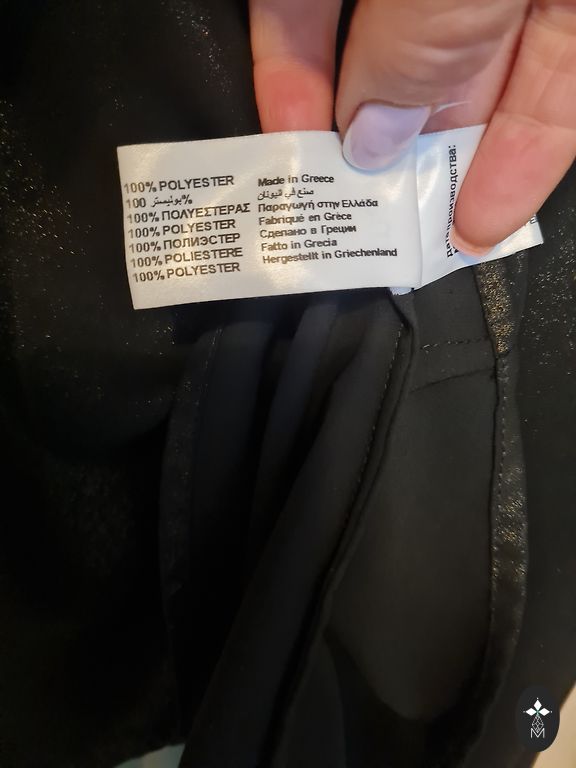 100% POLYESTER
100 بوليستر%
100% ΠΟΛΥΕΣΤΕΡΑΣ
100% POLYESTER
100% ПОЛИЭСТЕР
100% POLIESTERE
100% POLYESTER
Made in Greece
صنع في اليونان
Παραγωγή στην Ελλάδα
Fabriqué en Grèce
Сделано в Греции
Fatto in Grecia
Hergestellt in Griechenland
производства: